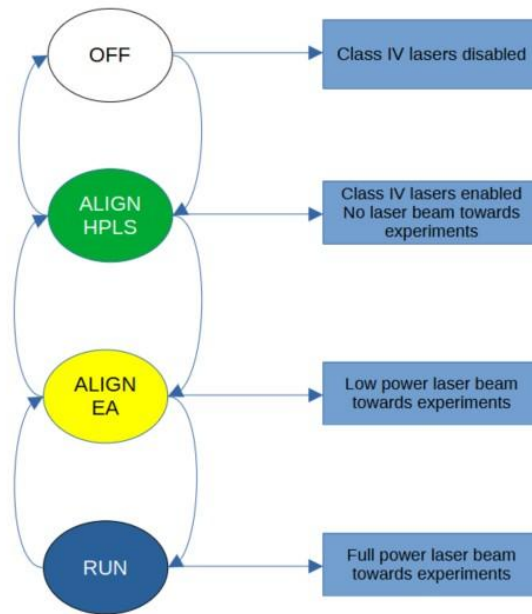 OFF
Class IV lasers disabled
ALIGN
HPLS
Class IV lasers enabled
No laser beam towards
experiments
ALIGN
EA
Low power laser beam
towards experiments
RUN
Full power laser beam
towards experiments